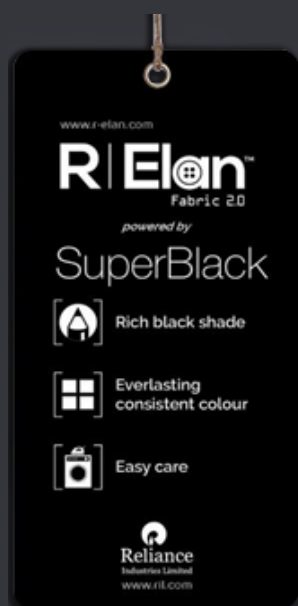 www.r-elan.com
R|Elan™
Fabric 2.0
powered by
SuperBlack
Rich black shade
Everlasting
consistent colour
Easy care
Reliance
Industries Limited
www.ril.com